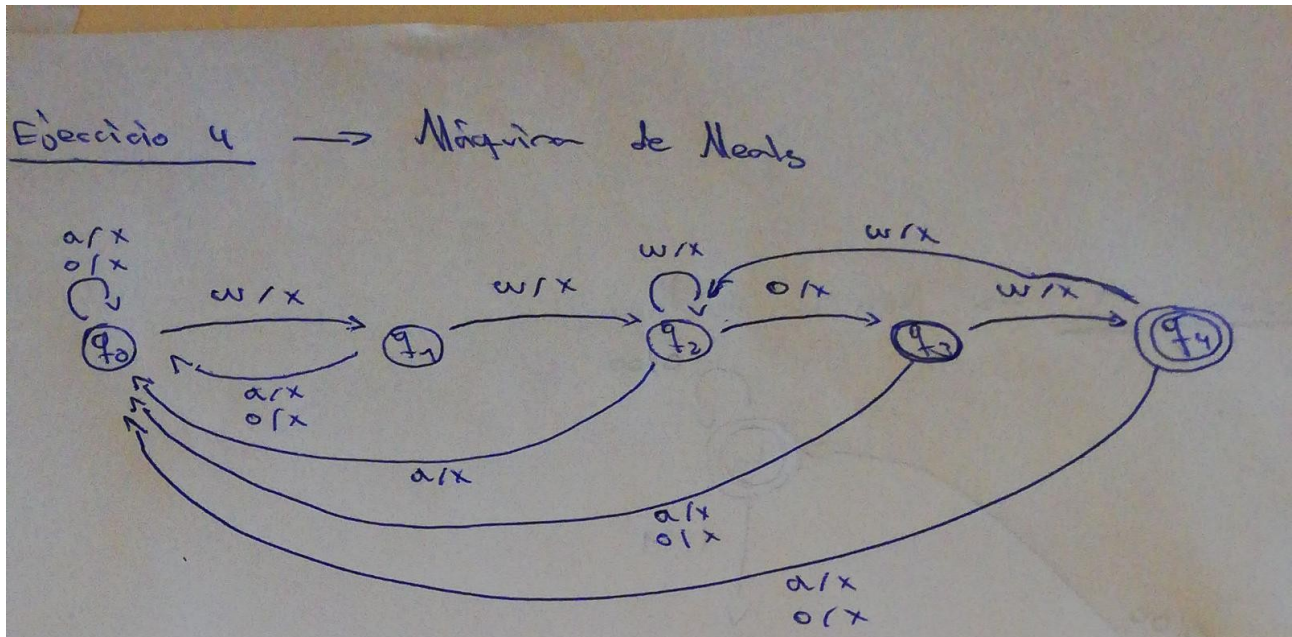 Ejercicio 4 → Máquina de Mealy
a/x
o/x
w/x
w/x
w/x
o/x
w/x
w/x
q0
q1
q2
q3
q4
a/x
o/x
a/x
a/x
o/x
a/x
o/x